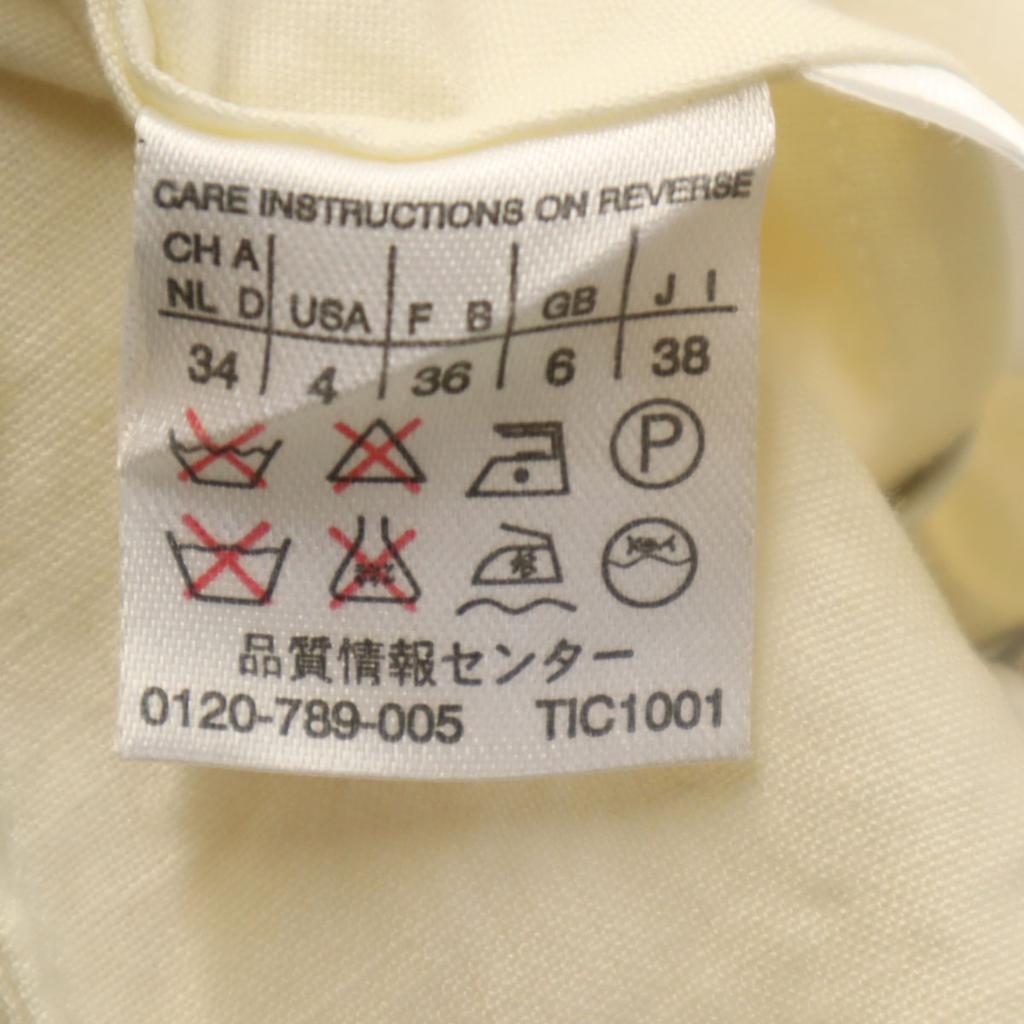 CARE INSTRUCTIONS ON REVERSE
CH A
NL D USA F B GB J I
34 4 36 6 38
P
品質情報センター
0120-789-005 TIC1001